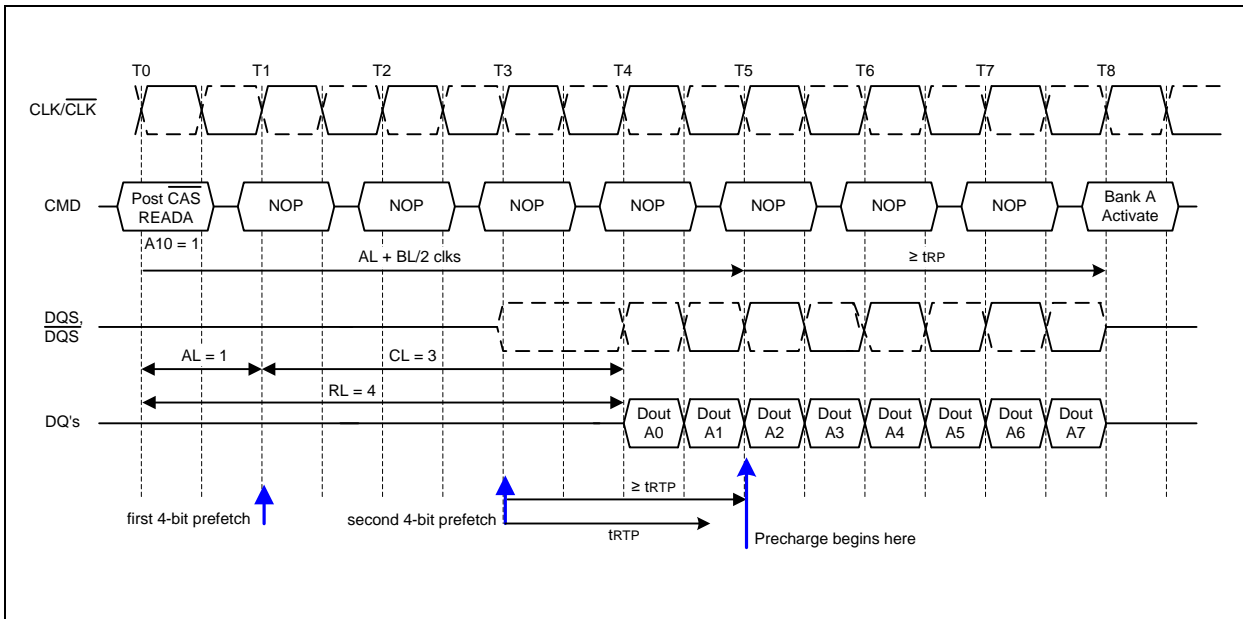 T0 T1 T2 T3 T4 T5 T6 T7 T8
CLK/CLK
CMD
Post CAS
READA
NOP NOP NOP NOP NOP NOP NOP
Bank A
Activate
A10 = 1
AL + BL/2 clks
≥ tRP
DQS,
DQS
AL = 1
CL = 3
RL = 4
DQ's
Dout
A0
Dout
A1
Dout
A2
Dout
A3
Dout
A4
Dout
A5
Dout
A6
Dout
A7
≥ tRTP
first 4-bit prefetch
second 4-bit prefetch
tRTP
Precharge begins here